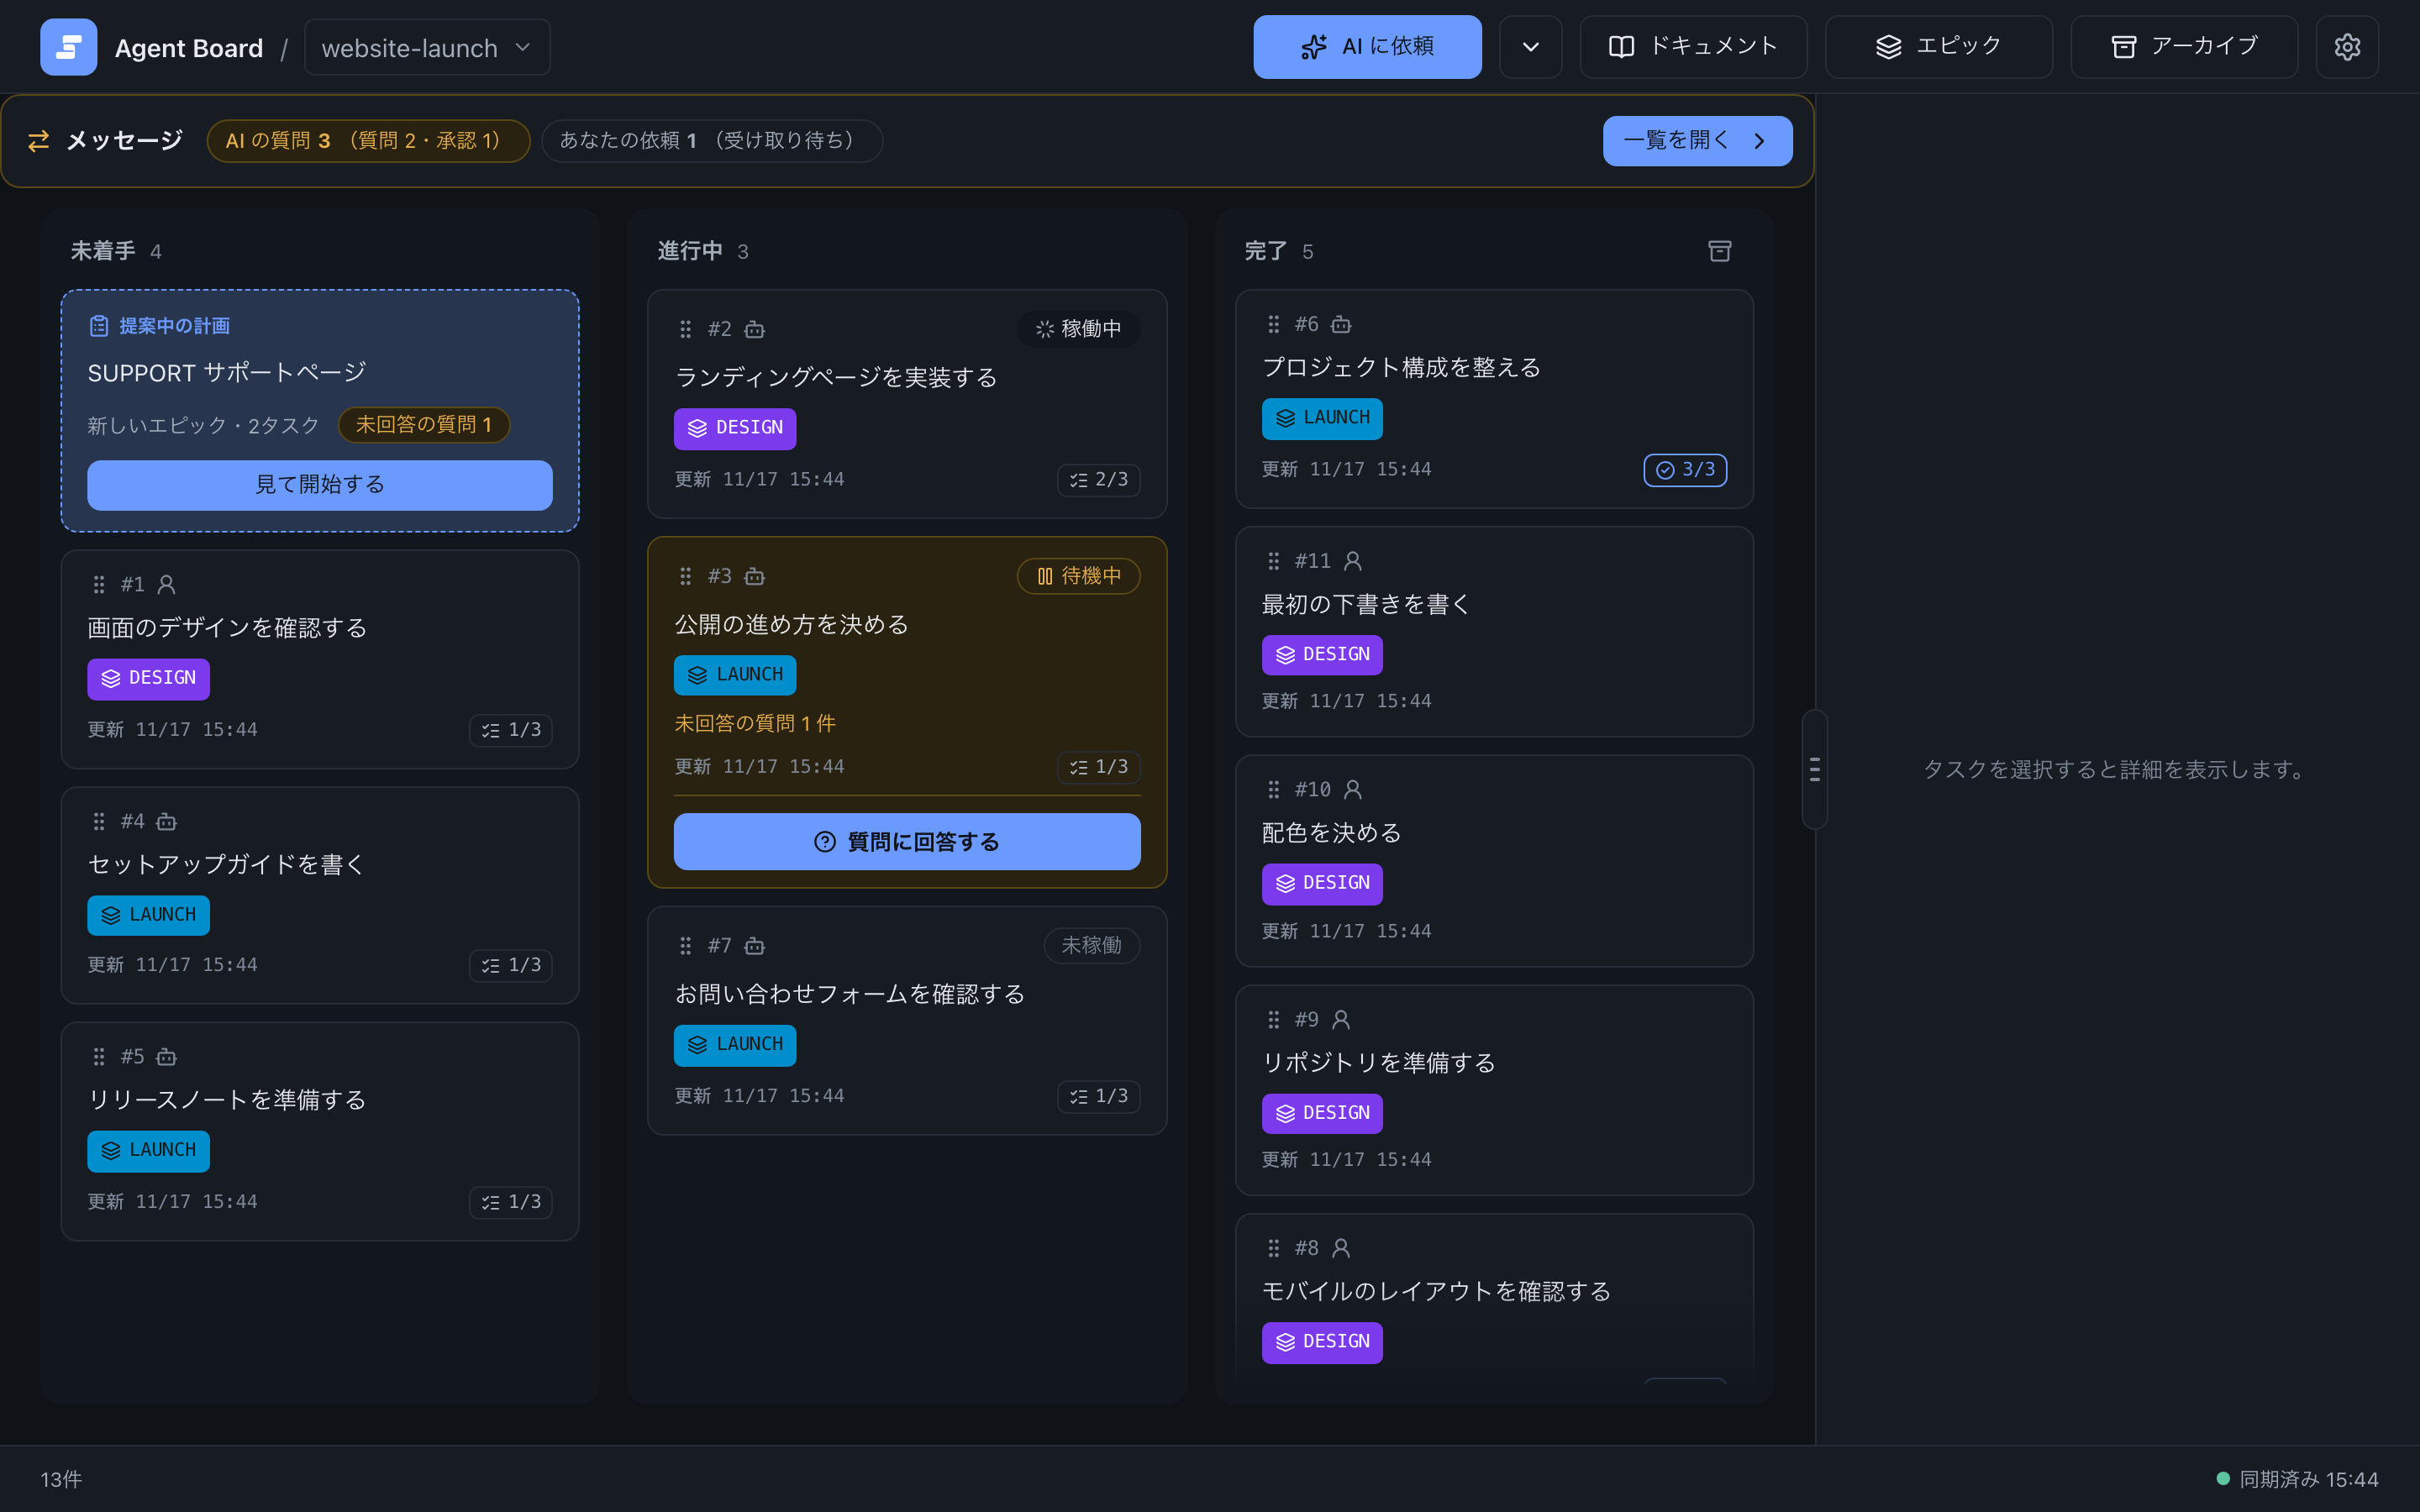 Agent Board / website-launch
AI に依頼
ドキュメント
エピック
アーカイブ
メッセージ
AI の質問 3 (質問 2・承認 1)
あなたの依頼 1 (受け取り待ち)
一覧を開く
未着手 4
提案中の計画
SUPPORT サポートページ
新しいエピック・2タスク
未回答の質問 1
見て開始する
#1
画面のデザインを確認する
DESIGN
更新 11/17 15:44
1/3
#4
セットアップガイドを書く
LAUNCH
更新 11/17 15:44
1/3
#5
リリースノートを準備する
LAUNCH
更新 11/17 15:44
1/3
進行中 3
#2
稼働中
ランディングページを実装する
DESIGN
更新 11/17 15:44
2/3
#3
待機中
公開の進め方を決める
LAUNCH
未回答の質問 1 件
更新 11/17 15:44
1/3
質問に回答する
#7
未稼働
お問い合わせフォームを確認する
LAUNCH
更新 11/17 15:44
1/3
完了 5
#6
プロジェクト構成を整える
LAUNCH
更新 11/17 15:44
3/3
#11
最初の下書きを書く
DESIGN
更新 11/17 15:44
#10
配色を決める
DESIGN
更新 11/17 15:44
#9
リポジトリを準備する
DESIGN
更新 11/17 15:44
#8
モバイルのレイアウトを確認する
DESIGN
タスクを選択すると詳細を表示します。
13件
同期済み 15:44